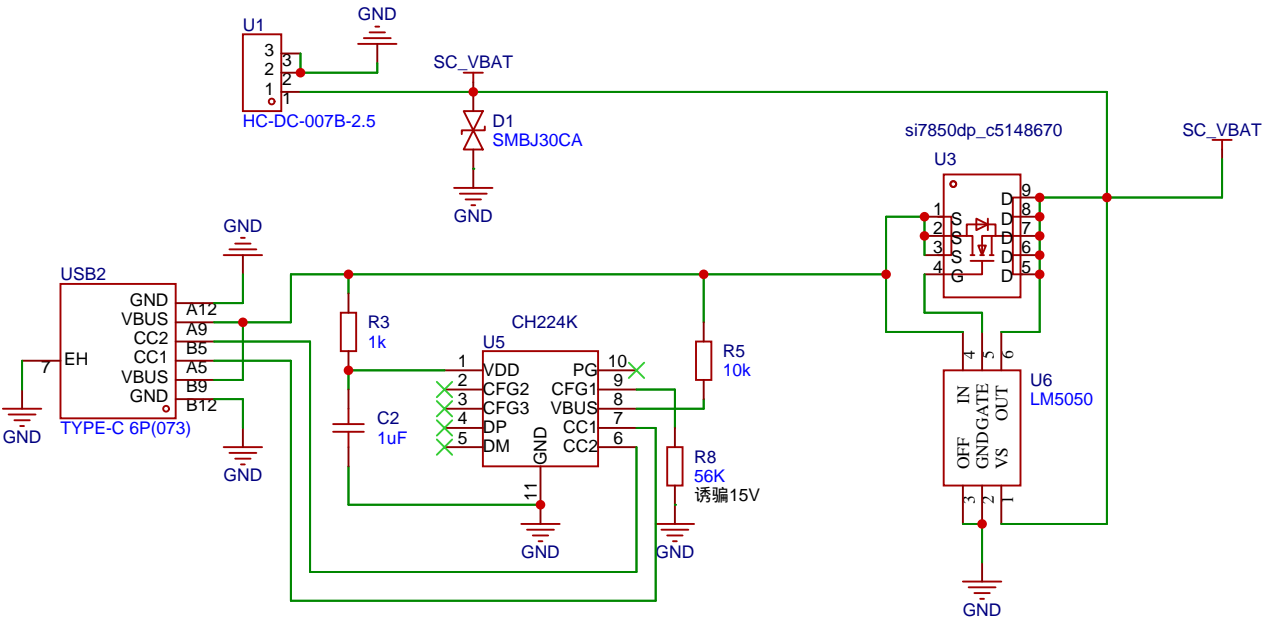 GND
U1
3
3
2
2
1
1
HC-DC-007B-2.5
SC_VBAT
D1
SMBJ30CA
GND
si7850dp_c5148670
U3
SC_VBAT
1
S
2
S
3
S
4
G
D
9
D
8
D
7
D
6
D
5
GND
USB2
GND
A12
VBUS
A9
CC2
B5
CC1
A5
VBUS
B9
GND
B12
EH
7
GND
TYPE-C 6P(073)
GND
R3
1k
C2
1uF
CH224K
U5
1
VDD
2
CFG2
3
CFG3
4
DP
5
DM
PG
10
CFG1
9
VBUS
8
CC1
7
CC2
6
GND
11
GND
R5
10k
R8
56K
诱骗15V
GND
4
5
6
IN
GATE
OUT
OFF
GND
VS
3
2
1
U6
LM5050
GND